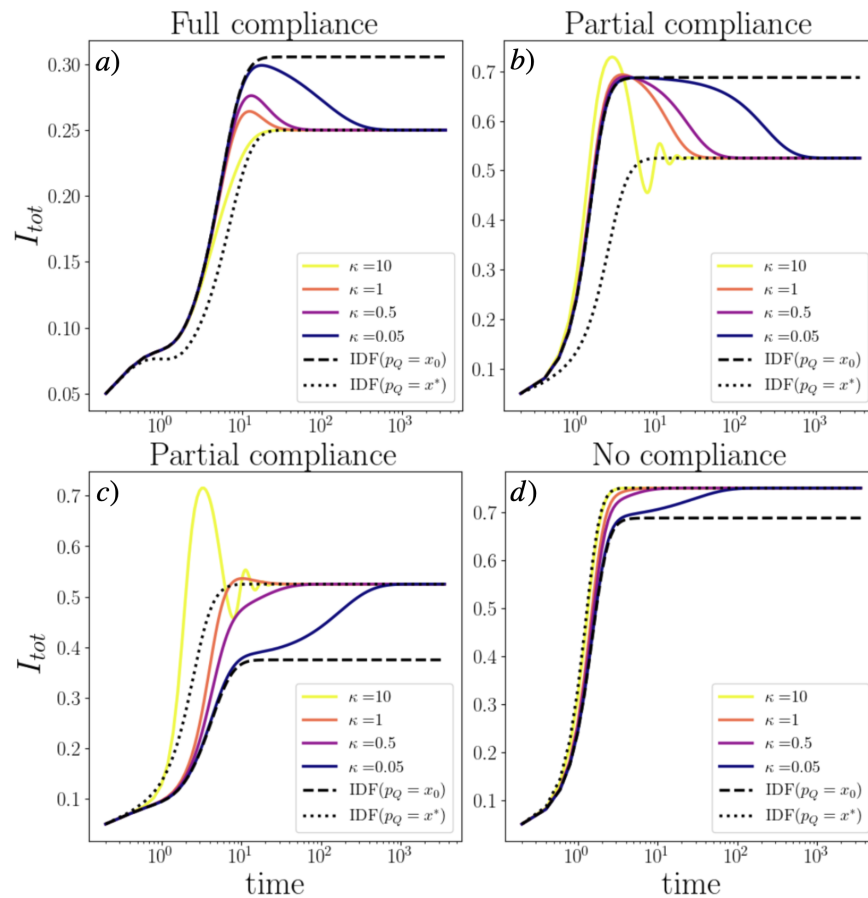 Full compliance
Partial compliance
a)
b)
I_tot
0.30
0.25
0.20
0.15
0.10
0.05
κ =10
κ =1
κ =0.5
κ =0.05
IDF(p_Q = x_0)
IDF(p_Q = x*)
10^0
10^1
10^2
10^3
0.7
0.6
0.5
0.4
0.3
0.2
0.1
κ =10
κ =1
κ =0.5
κ =0.05
IDF(p_Q = x_0)
IDF(p_Q = x*)
10^0
10^1
10^2
10^3
Partial compliance
No compliance
c)
d)
I_tot
0.7
0.6
0.5
0.4
0.3
0.2
0.1
κ =10
κ =1
κ =0.5
κ =0.05
IDF(p_Q = x_0)
IDF(p_Q = x*)
10^0
10^1
10^2
10^3
time
0.7
0.6
0.5
0.4
0.3
0.2
0.1
κ =10
κ =1
κ =0.5
κ =0.05
IDF(p_Q = x_0)
IDF(p_Q = x*)
10^0
10^1
10^2
10^3
time